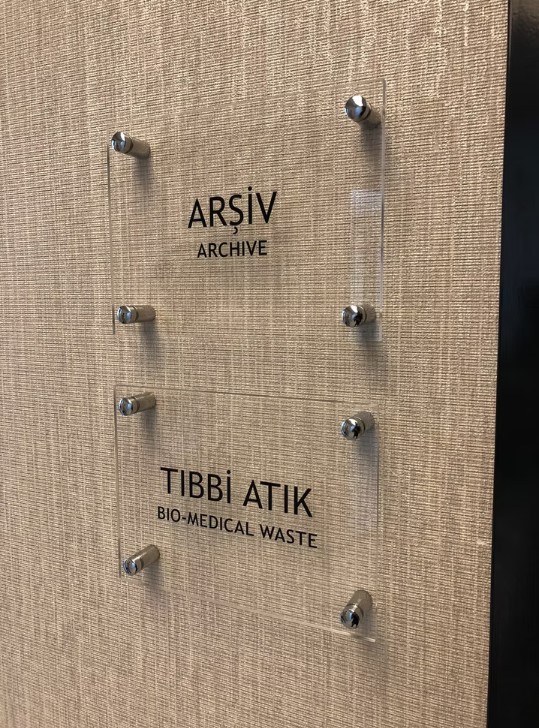 ARŞİV
ARCHIVE
TIBBİ ATIK
BIO-MEDICAL WASTE